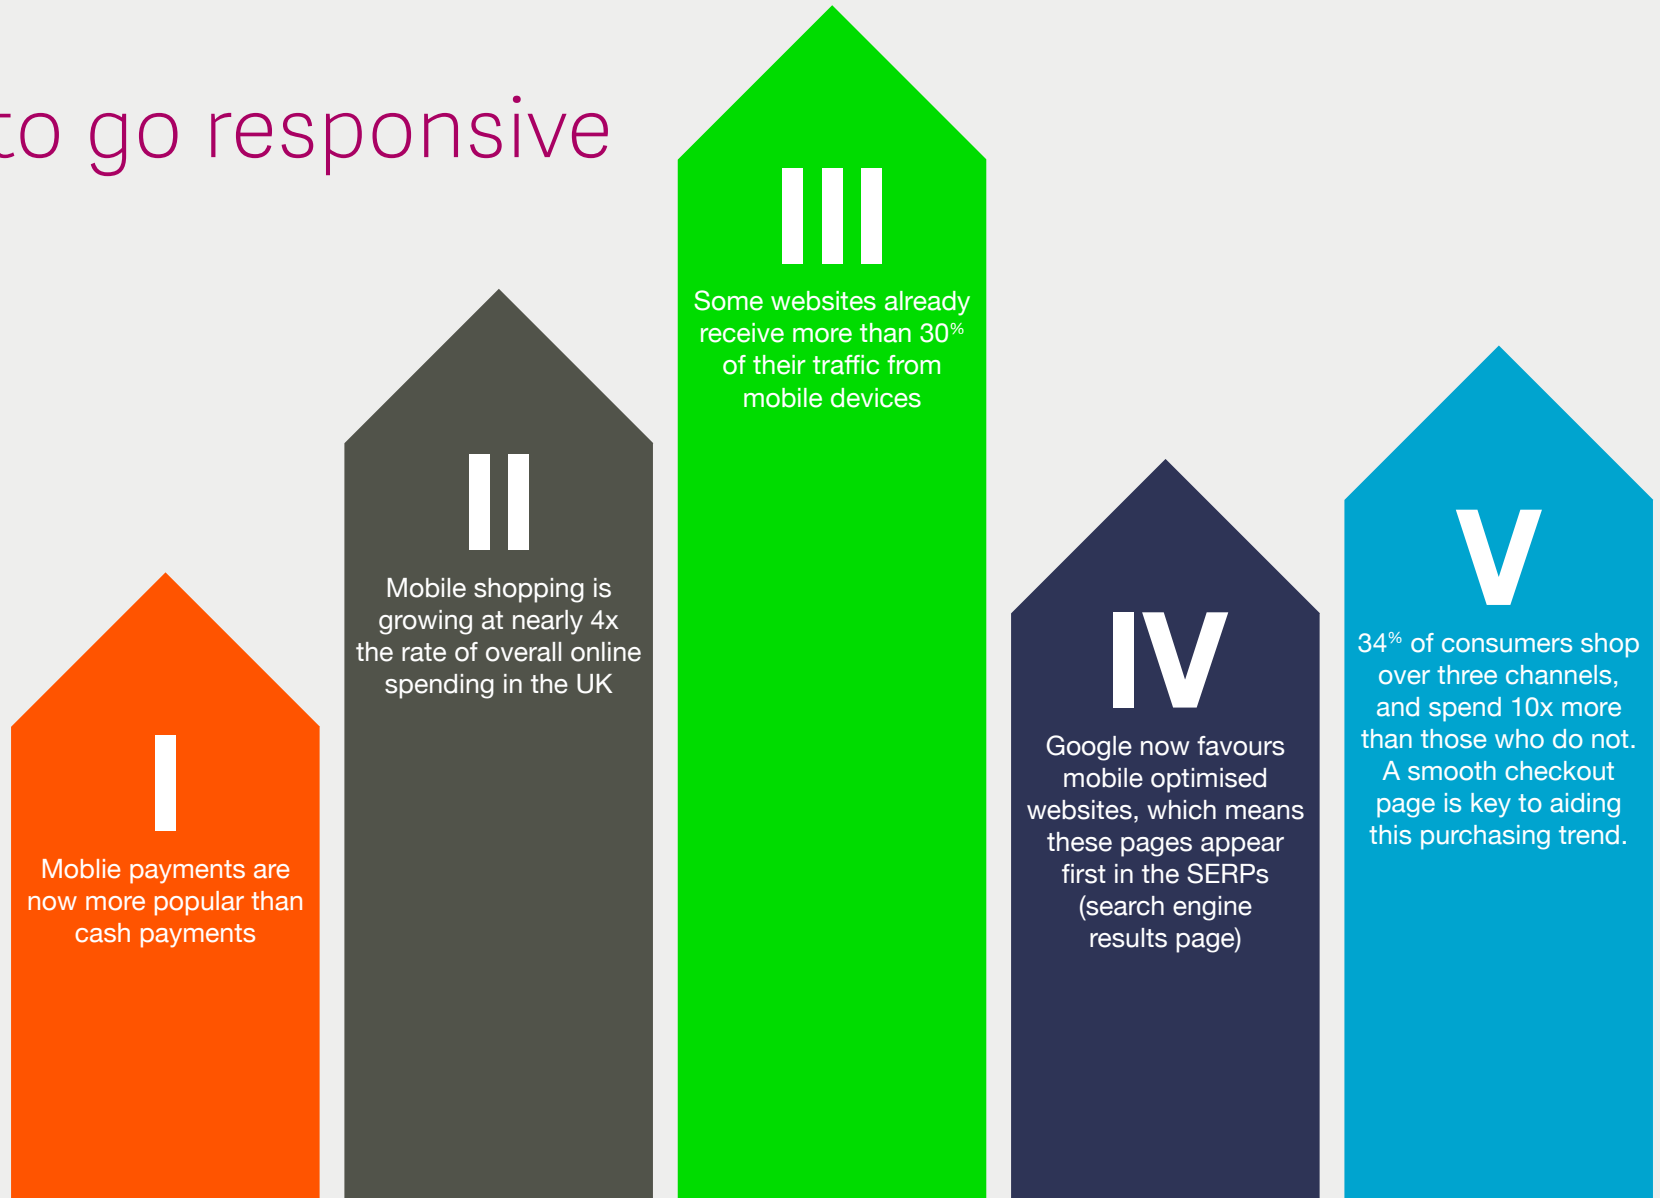 to go responsive
I
Moblie payments are
now more popular than
cash payments
II
Mobile shopping is
growing at nearly 4x
the rate of overall online
spending in the UK
III
Some websites already
receive more than 30%
of their traffic from
mobile devices
IV
Google now favours
mobile optimised
websites, which means
these pages appear
first in the SERPs
(search engine
results page)
V
34% of consumers shop
over three channels,
and spend 10x more
than those who do not.
A smooth checkout
page is key to aiding
this purchasing trend.